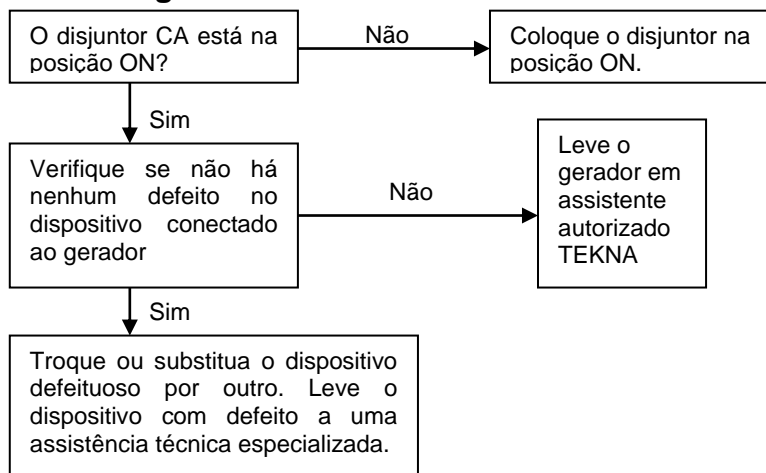 O disjuntor CA está na
posição ON?
Não
Coloque o disjuntor na
posição ON.
Sim
Verifique se não há
nenhum defeito no
dispositivo conectado
ao gerador
Não
Leve o
gerador em
assistente
autorizado
TEKNA
Sim
Troque ou substitua o dispositivo
defeituoso por outro. Leve o
dispositivo com defeito a uma
assistência técnica especializada.